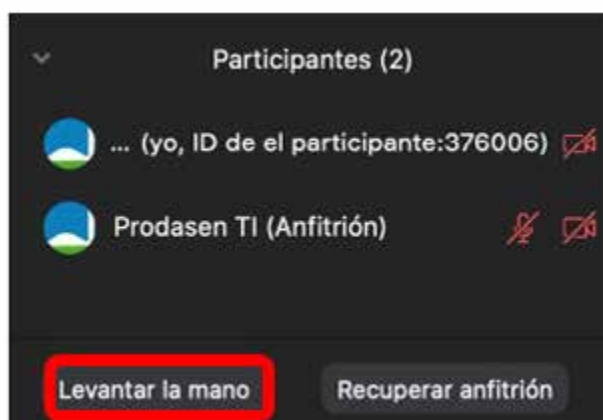 Participantes (2)
... (yo, ID de el participante:376006)
Prodasen TI (Anfitrión)
Levantar la mano
Recuperar anfitrión